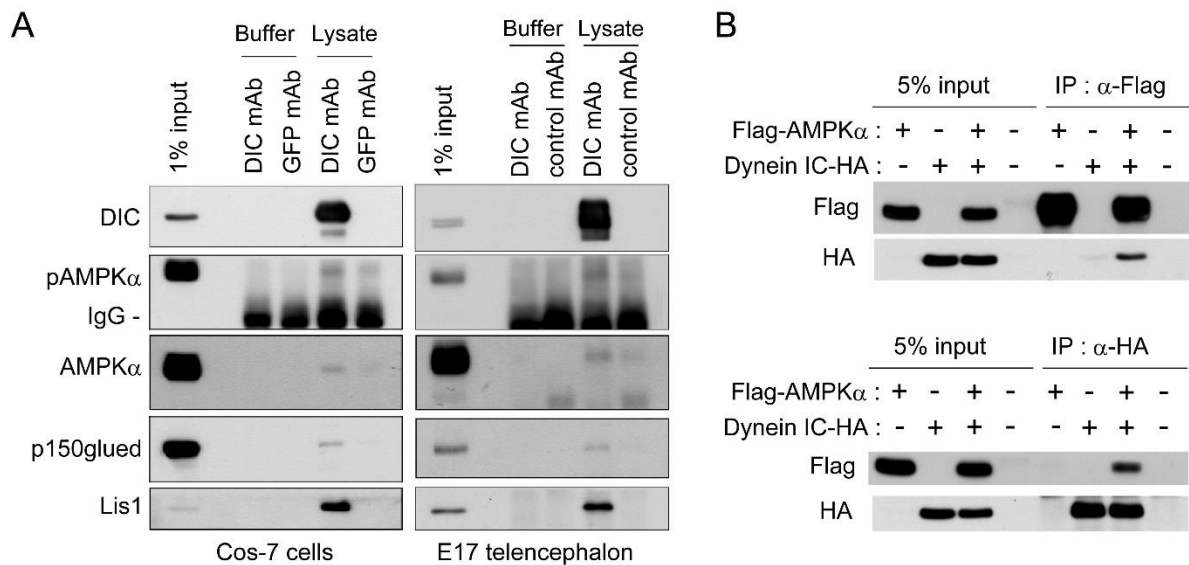 A
Buffer Lysate
1% input DIC mAb GFP mAb DIC mAb GFP mAb
Buffer Lysate
1% input DIC mAb control mAb DIC mAb control mAb
DIC
pAMPKα
IgG -
AMPKα
p150glued
Lis1
Cos-7 cells E17 telencephalon
B
5% input IP : α-Flag
Flag-AMPKα : + - + - + - + -
Dynein IC-HA : - + + - - + + -
Flag
HA
5% input IP : α-HA
Flag-AMPKα : + - + - + - + -
Dynein IC-HA : - + + - - + + -
Flag
HA